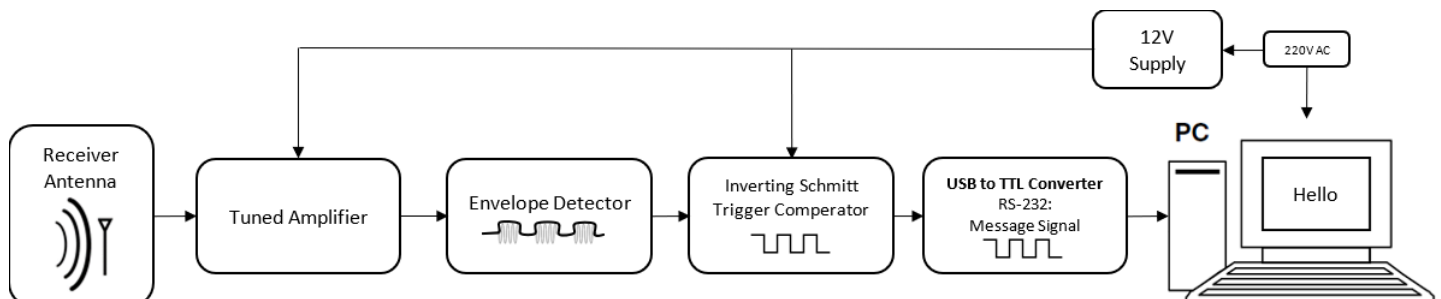 12V
Supply
220V AC
Receiver
Antenna
Tuned Amplifier
Envelope Detector
Inverting Schmitt
Trigger Comperator
USB to TTL Converter
RS-232:
Message Signal
PC
Hello